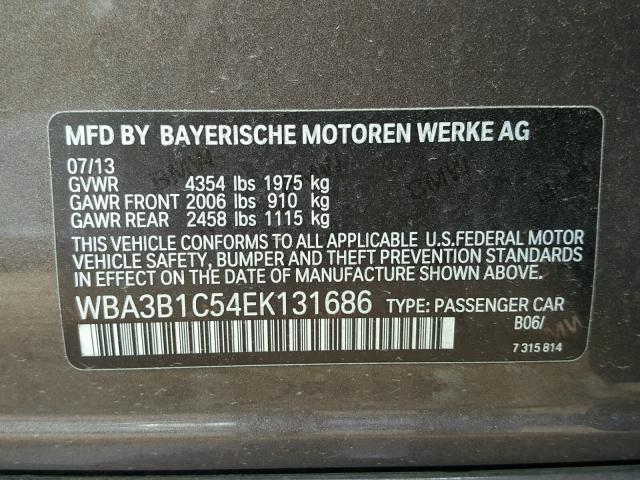 MFD BY BAYERISCHE MOTOREN WERKE AG
07/13
GVWR 4354 lbs 1975 kg
GAWR FRONT 2006 lbs 910 kg
GAWR REAR 2458 lbs 1115 kg
THIS VEHICLE CONFORMS TO ALL APPLICABLE U.S.FEDERAL MOTOR
VEHICLE SAFETY, BUMPER AND THEFT PREVENTION STANDARDS
IN EFFECT ON THE DATE OF MANUFACTURE SHOWN ABOVE.
WBA3B1C54EK131686 TYPE: PASSENGER CAR
B06/
7 315 814
BMW
BMW